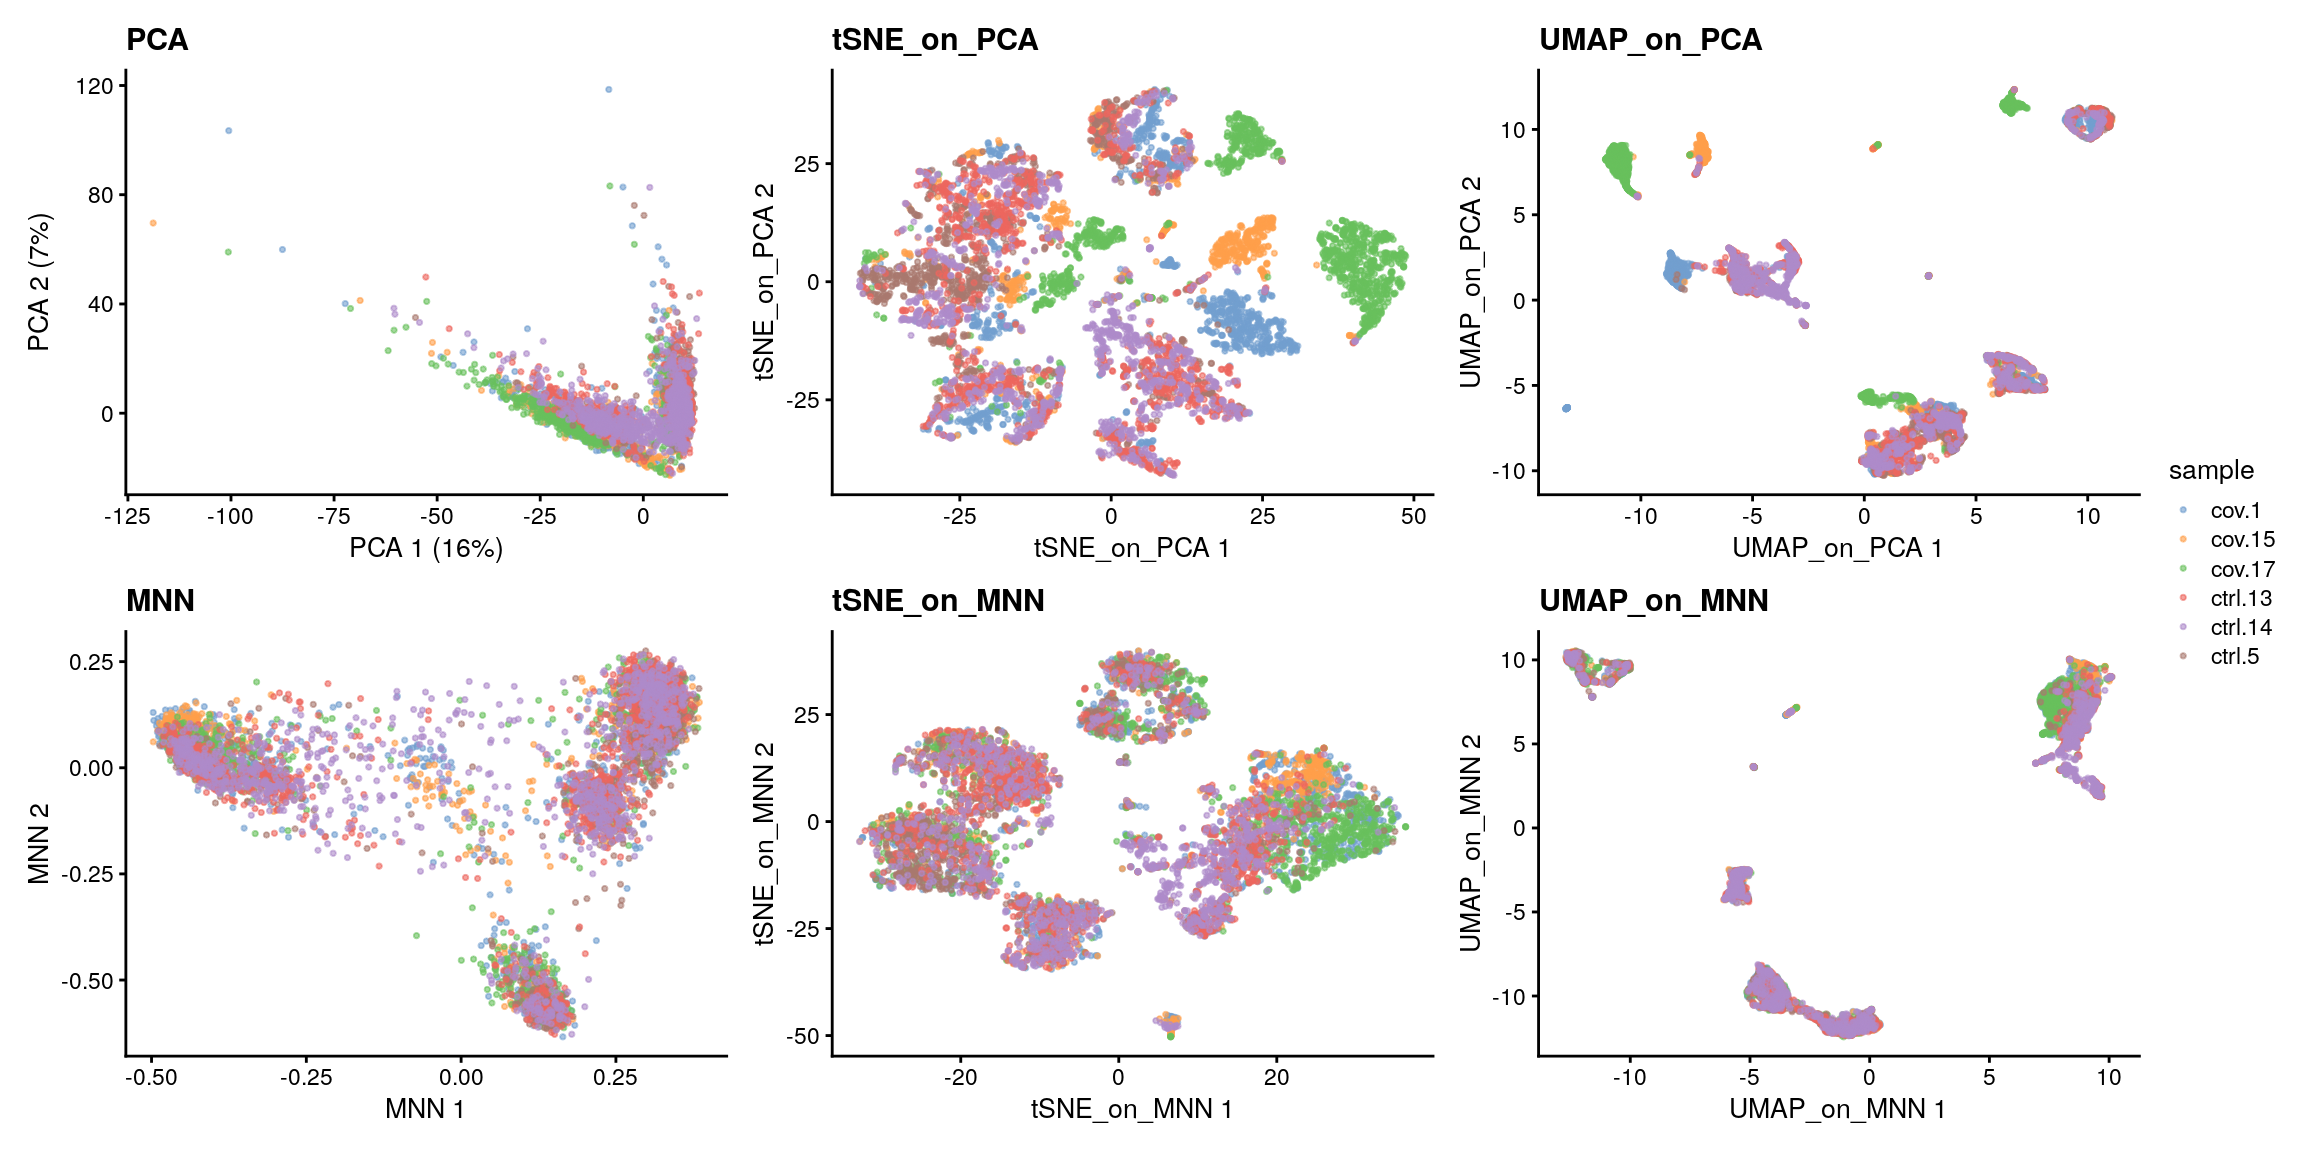 PCA
120
80
40
0
-125
-100
-75
-50
-25
0
PCA 1 (16%)
PCA 2 (7%)
tSNE_on_PCA
25
0
-25
-25
0
25
50
tSNE_on_PCA 1
tSNE_on_PCA 2
UMAP_on_PCA
10
5
0
-5
-10
-10
-5
0
5
10
UMAP_on_PCA 1
UMAP_on_PCA 2
MNN
0.25
0.00
-0.25
-0.50
-0.50
-0.25
0.00
0.25
MNN 1
MNN 2
tSNE_on_MNN
25
0
-25
-50
-20
0
20
tSNE_on_MNN 1
tSNE_on_MNN 2
UMAP_on_MNN
10
5
0
-5
-10
-10
-5
0
5
10
UMAP_on_MNN 1
UMAP_on_MNN 2
sample
cov.1
cov.15
cov.17
ctrl.13
ctrl.14
ctrl.5